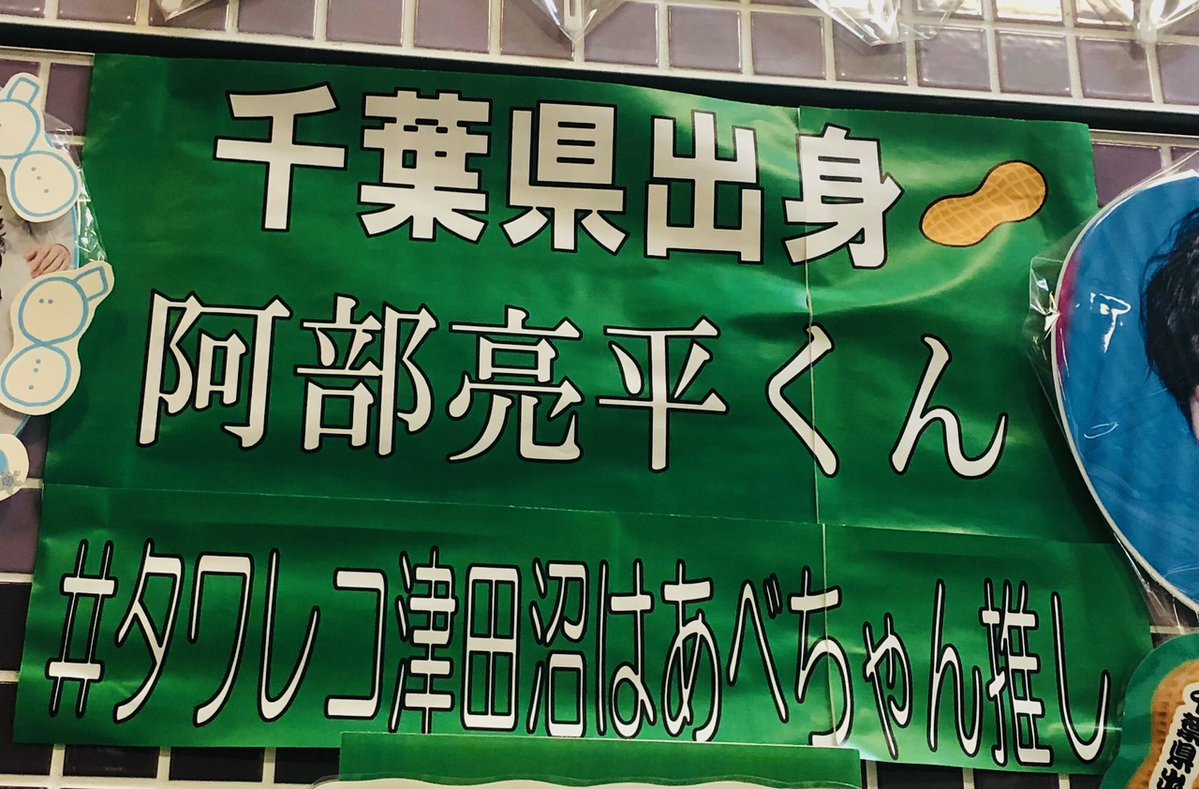 千葉県出身
阿部亮平くん
#タワレコ津田沼はあべちゃん推し